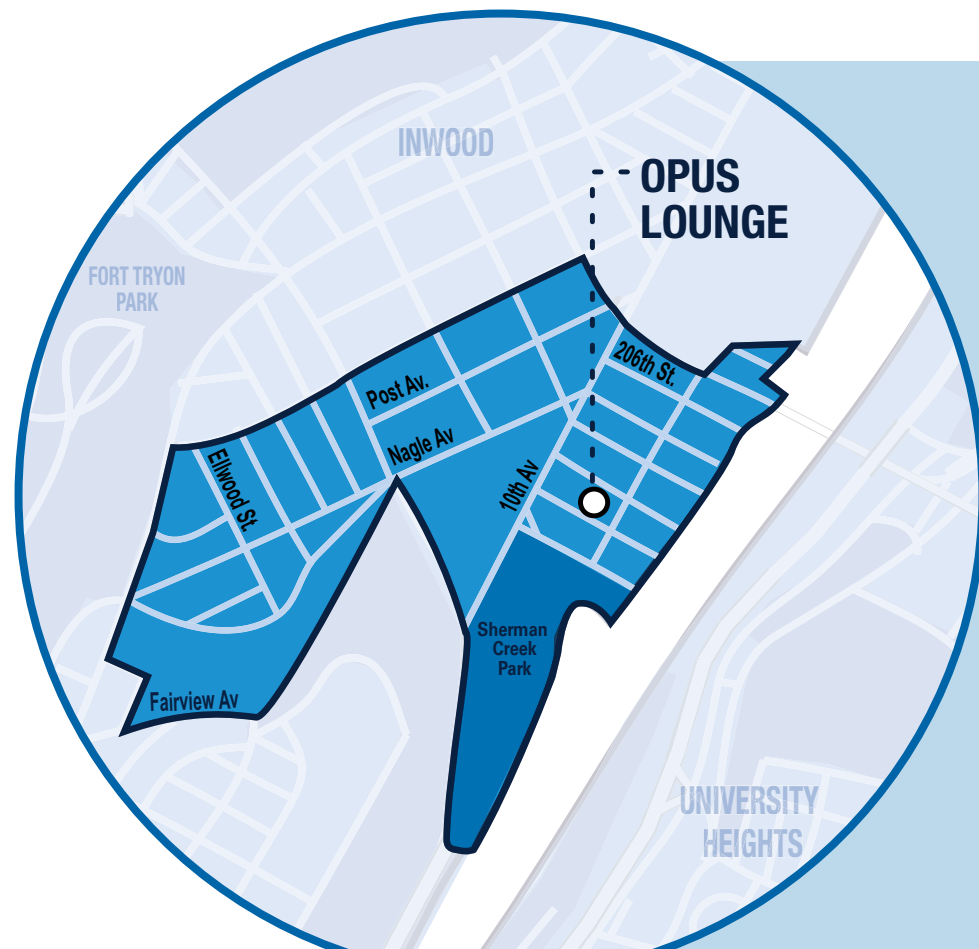 INWOOD
OPUS
LOUNGE
FORT TRYON
PARK
206th St.
Post Av.
Nagle Av
Ellwood St.
10th Av
Sherman
Creek
Park
Fairview Av
UNIVERSITY
HEIGHTS